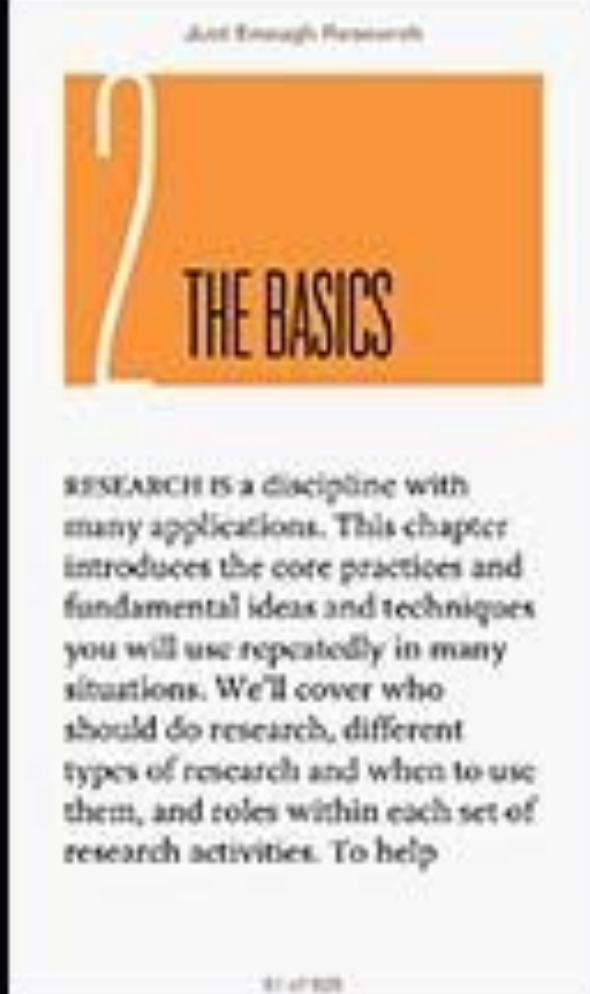 Just Enough Research
2
THE BASICS
RESEARCH IS a discipline with
many applications. This chapter
introduces the core practices and
fundamental ideas and techniques
you will use repeatedly in many
situations. We'll cover who
should do research, different
types of research and when to use
them, and roles within each set of
research activities. To help